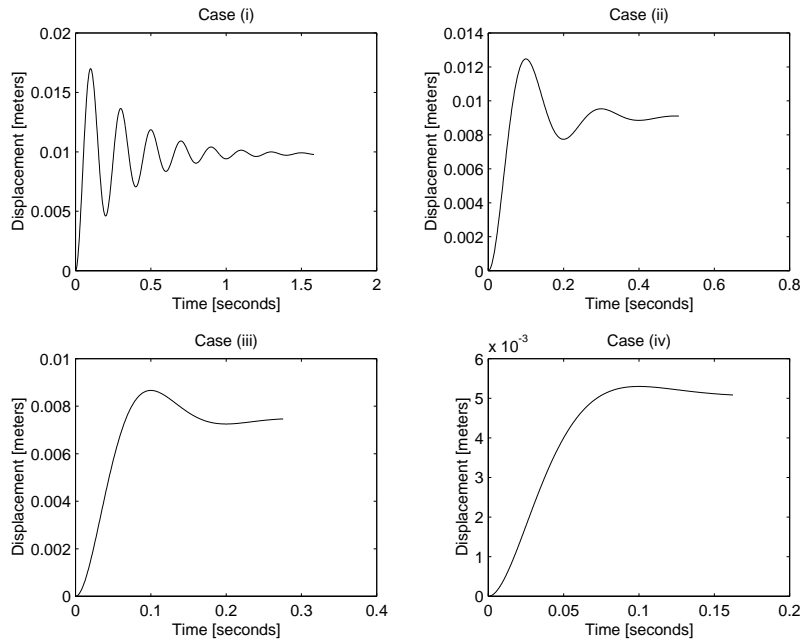 Case (i)
0.02
0.015
0.01
0.005
0
Displacement [meters]
0 0.5 1 1.5 2
Time [seconds]
Case (ii)
0.014
0.012
0.01
0.008
0.006
0.004
0.002
0
Displacement [meters]
0 0.2 0.4 0.6 0.8
Time [seconds]
Case (iii)
0.01
0.008
0.006
0.004
0.002
0
Displacement [meters]
0 0.1 0.2 0.3 0.4
Time [seconds]
Case (iv)
x 10⁻³
6
5
4
3
2
1
0
Displacement [meters]
0 0.05 0.1 0.15 0.2
Time [seconds]